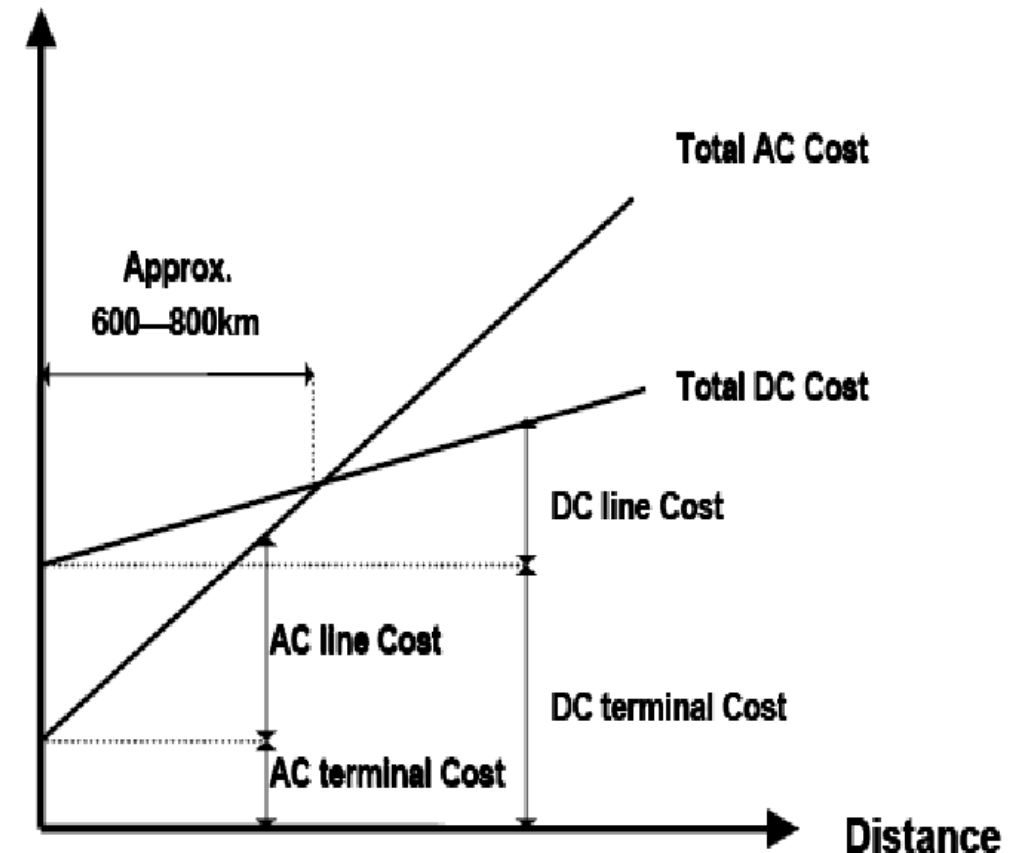 Total AC Cost
Approx.
600—800km
Total DC Cost
DC line Cost
AC line Cost
DC terminal Cost
AC terminal Cost
Distance